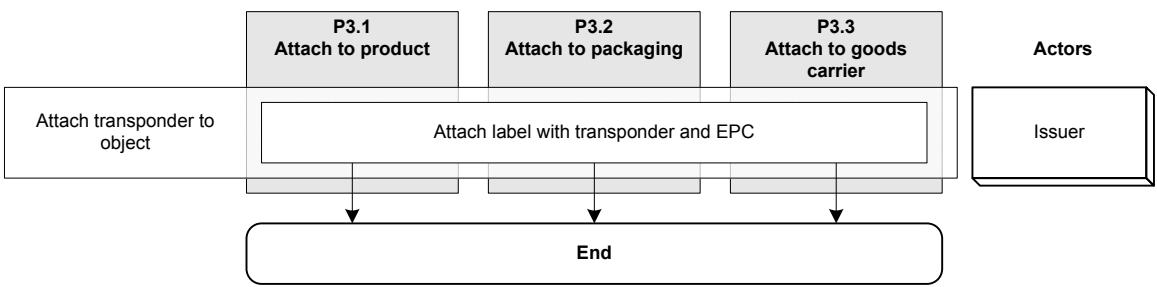 P3.1
Attach to product
P3.2
Attach to packaging
P3.3
Attach to goods
carrier
Actors
Attach transponder to
object
Attach label with transponder and EPC
Issuer
End